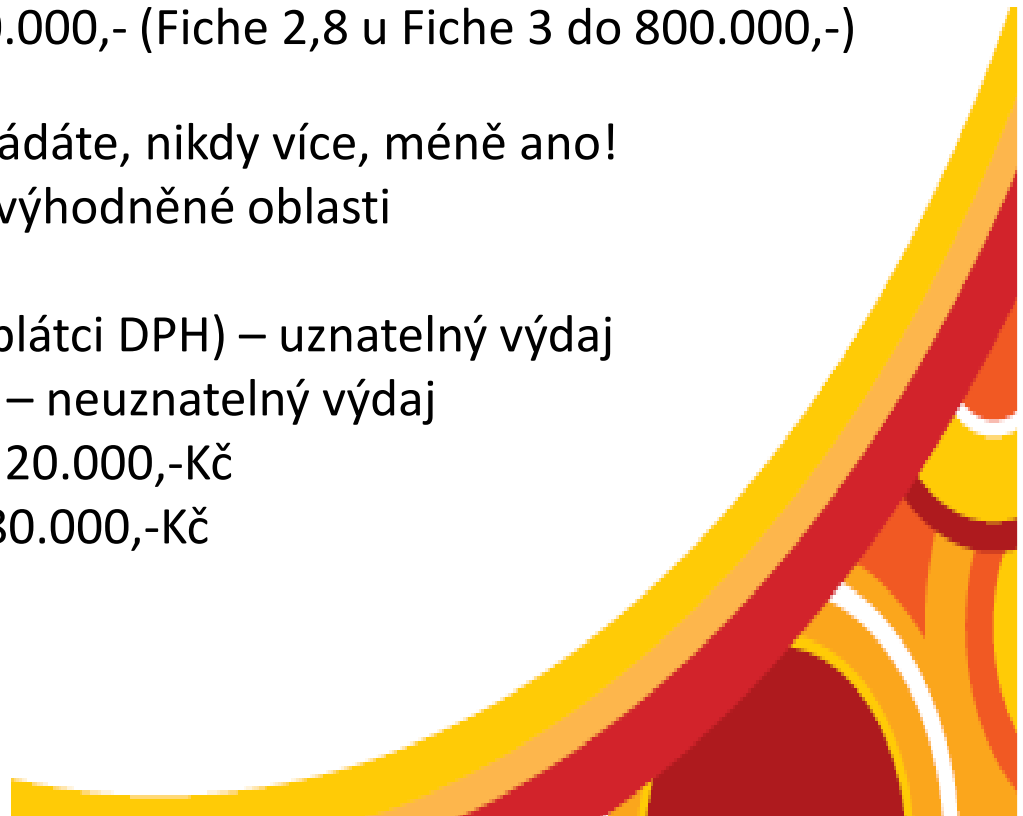 .000,- (Fiche 2,8 u Fiche 3 do 800.000,-)
ádáte, nikdy více, méně ano!
výhodněné oblasti
plátci DPH) – uznatelný výdaj
– neuznatelný výdaj
20.000,-Kč
80.000,-Kč